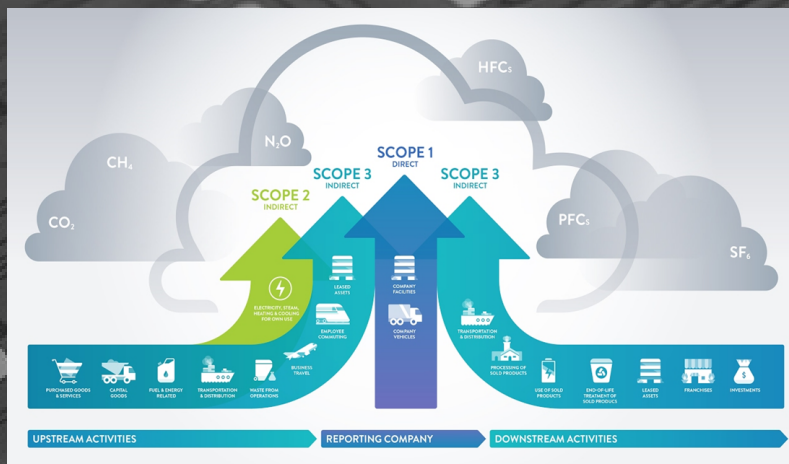 HFCs
N₂O
CH₄
CO₂
PFCs
SF₆
SCOPE 1
DIRECT
SCOPE 3
INDIRECT
SCOPE 3
INDIRECT
SCOPE 2
INDIRECT
ELECTRICITY, STEAM,
HEATING & COOLING
FOR OWN USE
LEASED
ASSETS
COMPANY
FACILITIES
EMPLOYEE
COMMUTING
COMPANY
VEHICLES
TRANSPORTATION
& DISTRIBUTION
BUSINESS
TRAVEL
PROCESSING OF
SOLD PRODUCTS
PURCHASED GOODS
& SERVICES
CAPITAL
GOODS
FUEL & ENERGY
RELATED
TRANSPORTATION
& DISTRIBUTION
WASTE FROM
OPERATIONS
USE OF SOLD
PRODUCTS
END-OF-LIFE
TREATMENT OF
SOLD PRODUCS
LEASED
ASSETS
FRANCHISES
$
INVESTMENTS
UPSTREAM ACTIVITIES
REPORTING COMPANY
DOWNSTREAM ACTIVITIES